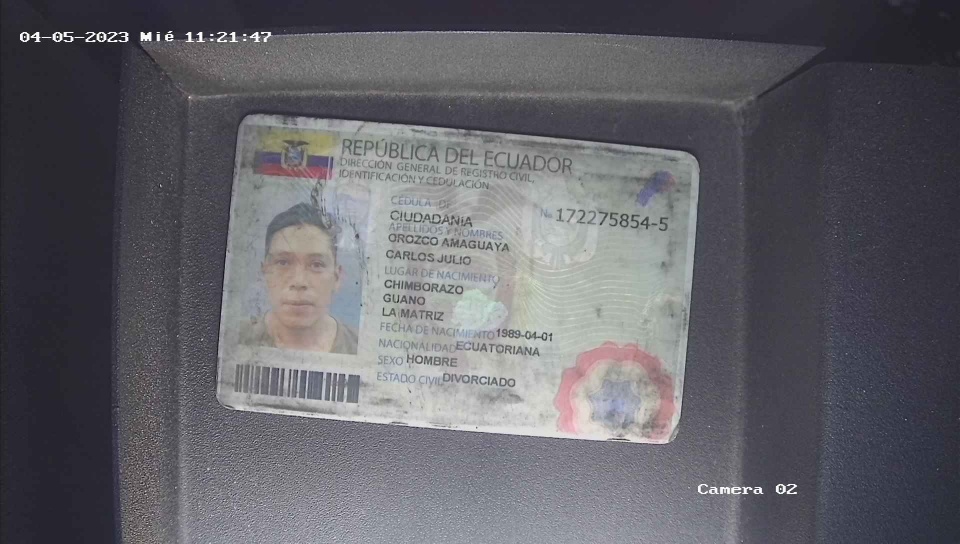 04-05-2023 Mié 11:21:47
REPÚBLICA DEL ECUADOR
DIRECCIÓN GENERAL DE REGISTRO CIVIL,
IDENTIFICACIÓN Y CEDULACIÓN
CÉDULA DE
CIUDADANÍA
No. 172275854-5
APELLIDOS Y NOMBRES
OROZCO AMAGUAYA
CARLOS JULIO
LUGAR DE NACIMIENTO
CHIMBORAZO
GUANO
LA MATRIZ
FECHA DE NACIMIENTO 1989-04-01
NACIONALIDAD ECUATORIANA
SEXO HOMBRE
ESTADO CIVIL DIVORCIADO
Camera 02